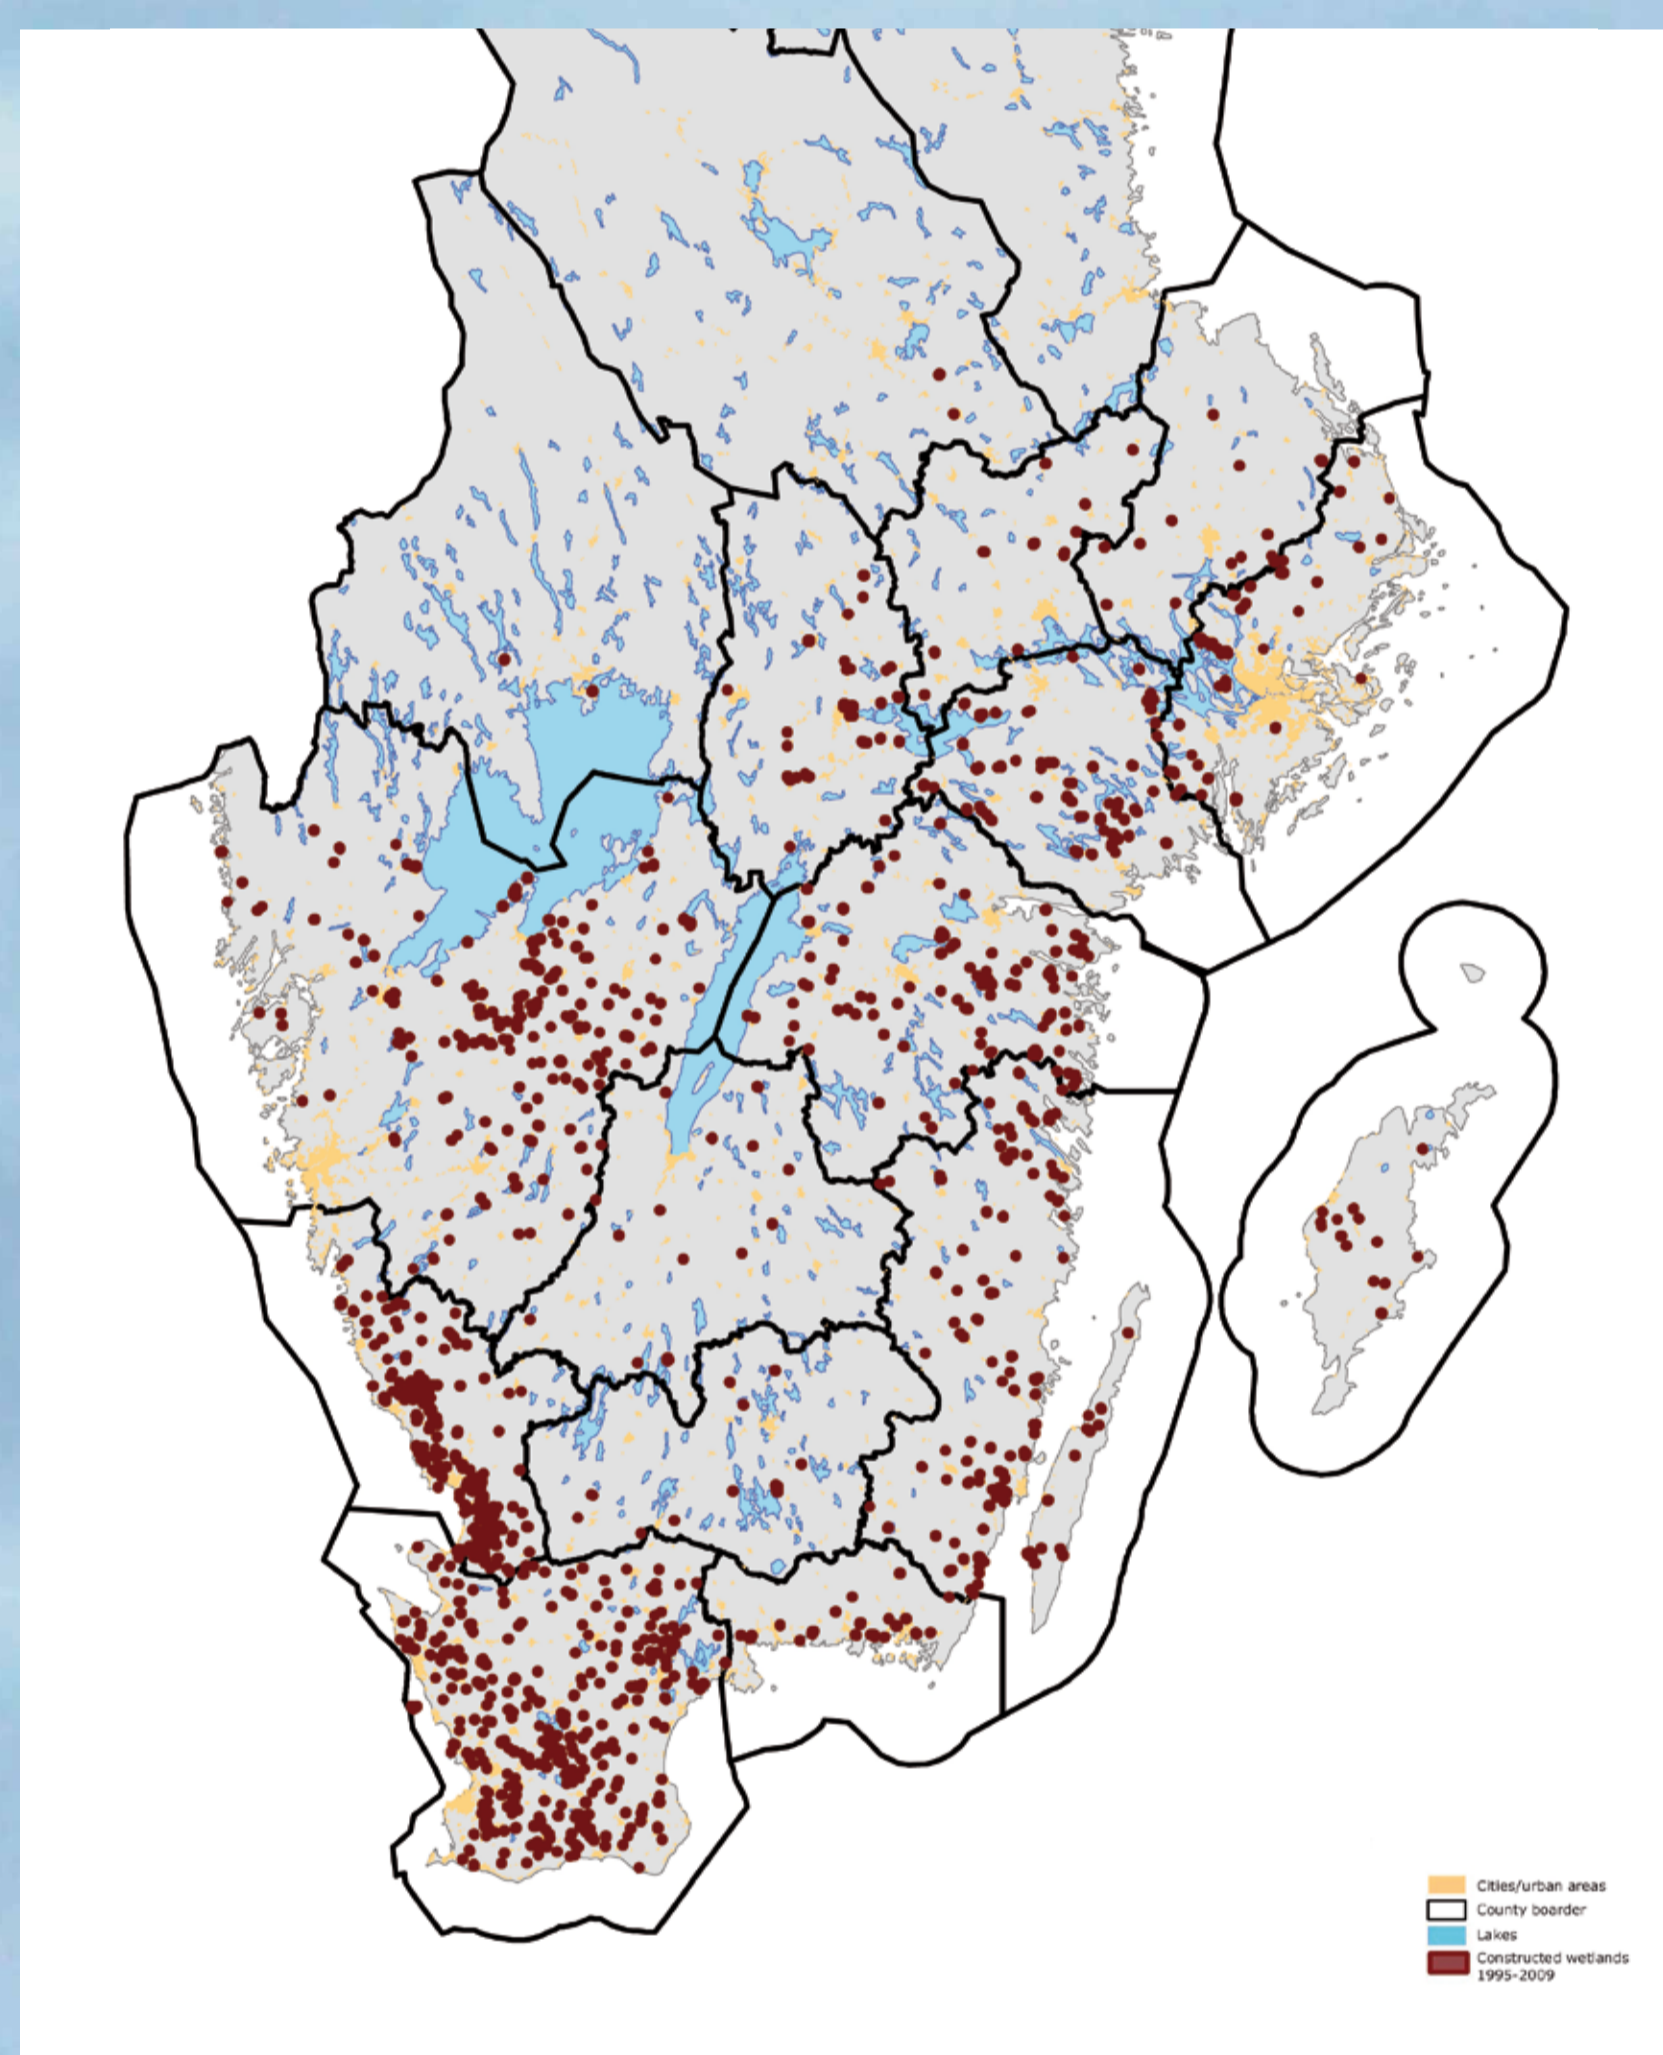 Cities/urban areas
County boarder
Lakes
Constructed wetlands
1995-2009